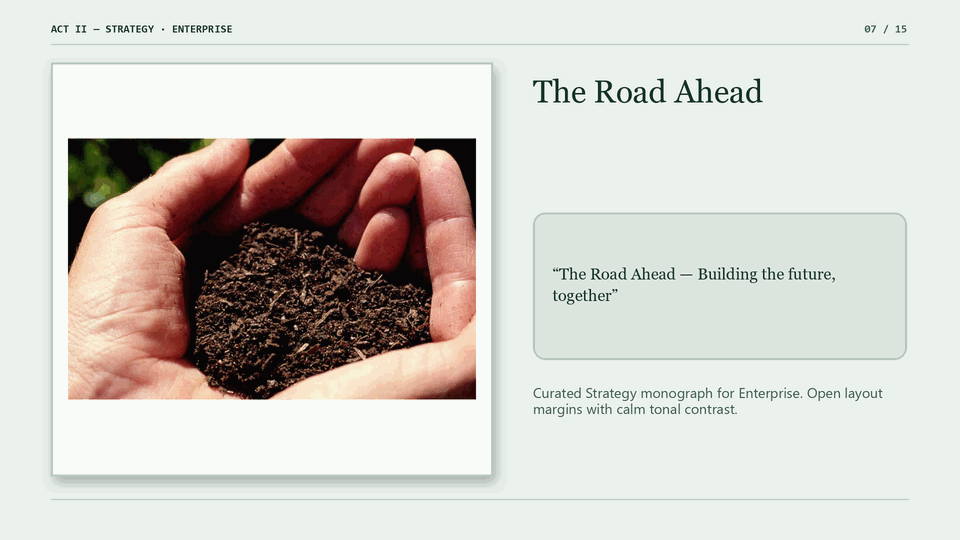 ACT II — STRATEGY · ENTERPRISE
07 / 15
The Road Ahead
“The Road Ahead — Building the future,
together”
Curated Strategy monograph for Enterprise. Open layout
margins with calm tonal contrast.